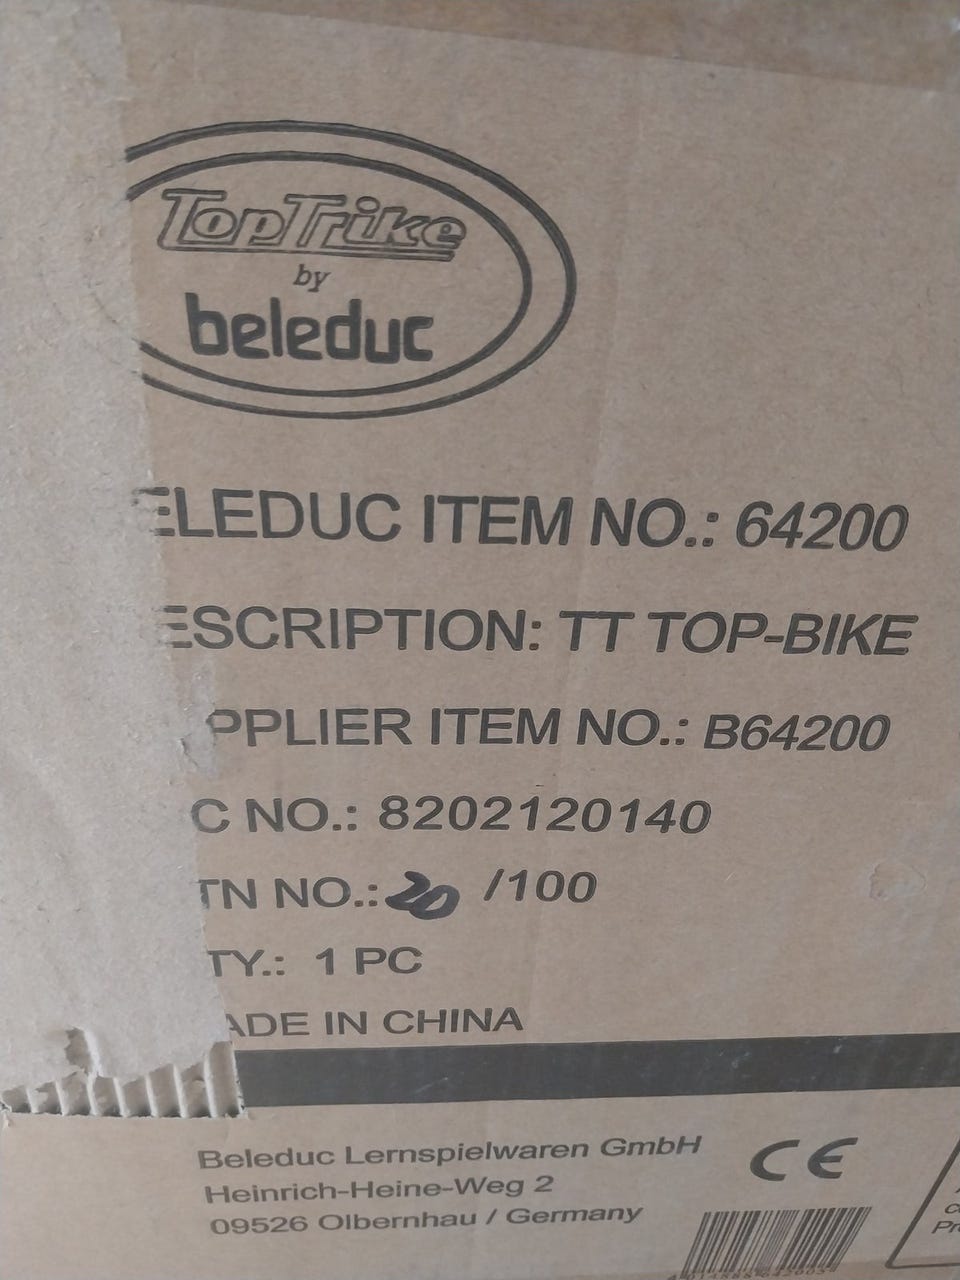 TopTrike
by
beleduc
ELEDUC ITEM NO.: 64200
ESCRIPTION: TT TOP-BIKE
PPLIER ITEM NO.: B64200
C NO.: 8202120140
TN NO.: 20 /100
TY.: 1 PC
ADE IN CHINA
Beleduc Lernspielwaren GmbH
Heinrich-Heine-Weg 2
09526 Olbernhau / Germany
CE